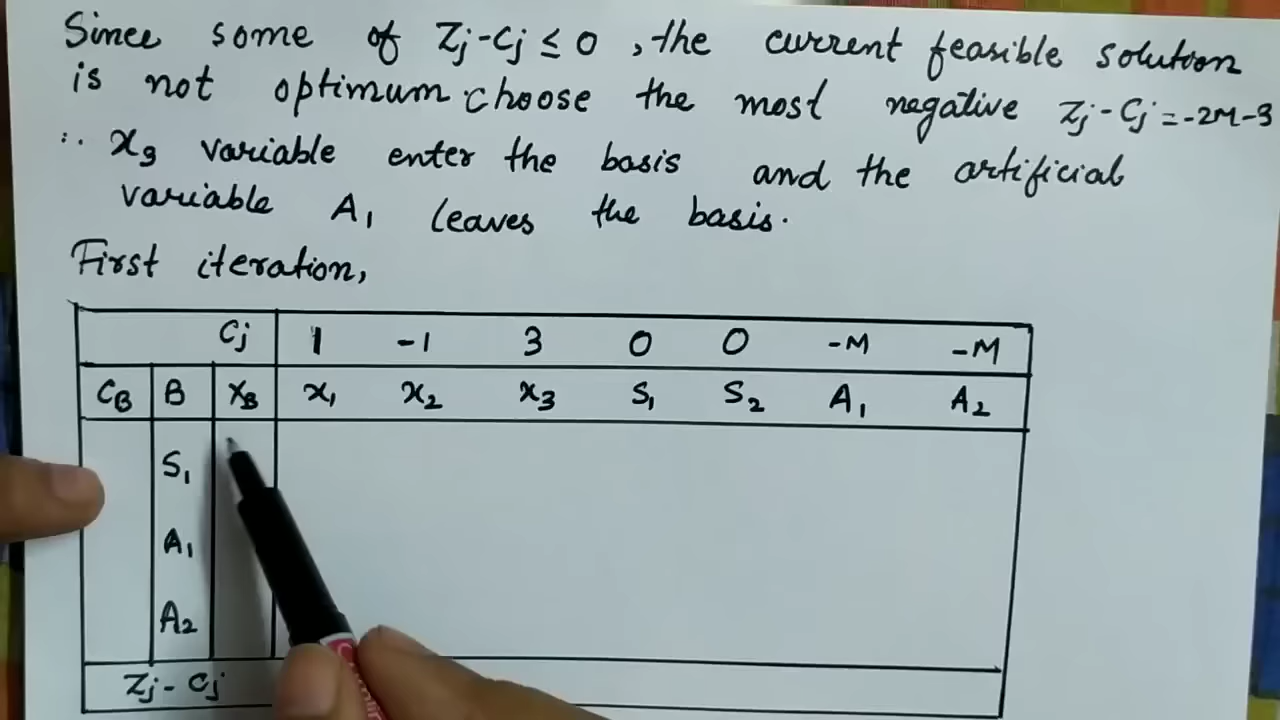 Since some of Zj-Cj ≤ 0, the current feasible solution
is not optimum. choose the most negative Zj-Cj = -2M-3
∴ x3 variable enter the basis and the artificial
variable A1 leaves the basis.
First iteration,
Cj 1 -1 3 0 0 -M -M
CB B XB x1 x2 x3 S1 S2 A1 A2
S1
A1
A2
Zj - Cj